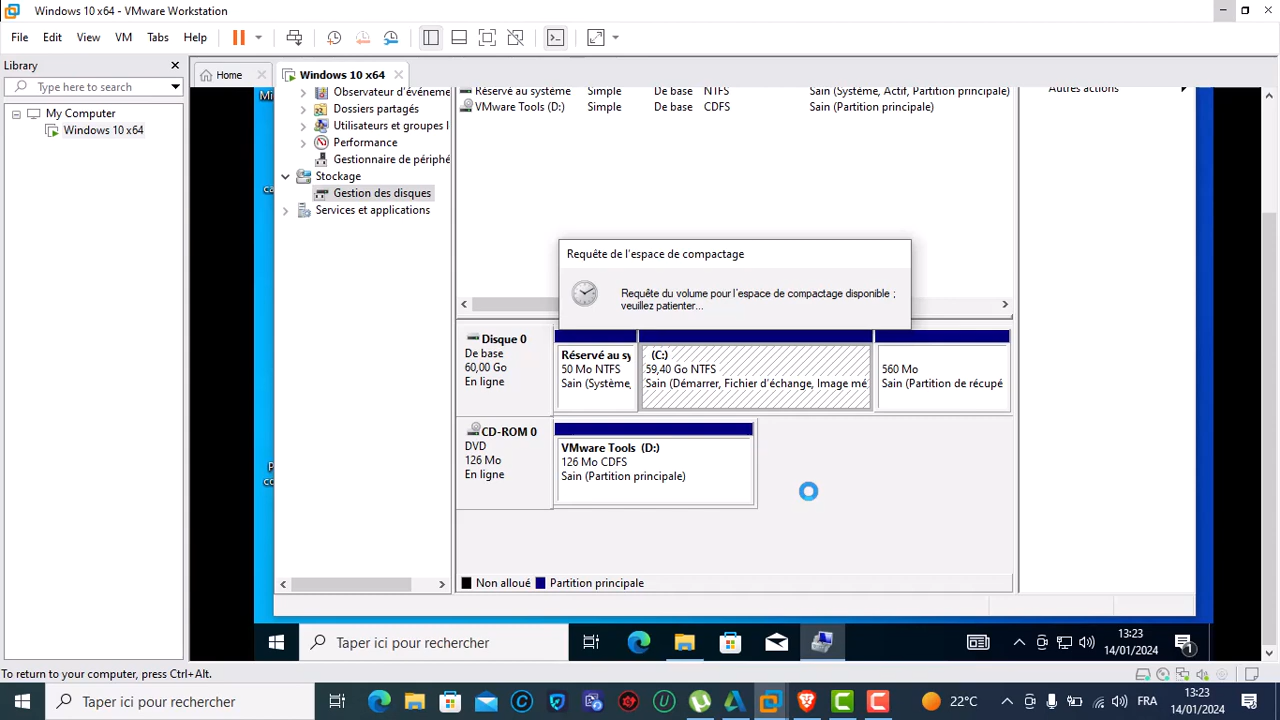 Windows 10 x64 - VMware Workstation
File Edit View VM Tabs Help
Library
Type here to search
My Computer
Windows 10 x64
Home
Windows 10 x64
Observateur d'événeme
Dossiers partagés
Utilisateurs et groupes l
Performance
Gestionnaire de périphé
Stockage
Gestion des disques
Services et applications
Réservé au système Simple De base NTFS Sain (Système, Actif, Partition principale)
VMware Tools (D:) Simple De base CDFS Sain (Partition principale)
Autres actions
Requête de l'espace de compactage
Requête du volume pour l'espace de compactage disponible ;
veuillez patienter...
Disque 0
De base
60,00 Go
En ligne
Réservé au sy
50 Mo NTFS
Sain (Système,
(C:)
59,40 Go NTFS
Sain (Démarrer, Fichier d'échange, Image mé
560 Mo
Sain (Partition de récupé
CD-ROM 0
DVD
126 Mo
En ligne
VMware Tools (D:)
126 Mo CDFS
Sain (Partition principale)
Non alloué Partition principale
Taper ici pour rechercher
13:23
14/01/2024
1
To return to your computer, press Ctrl+Alt.
Taper ici pour rechercher
22°C
FRA
13:23
14/01/2024